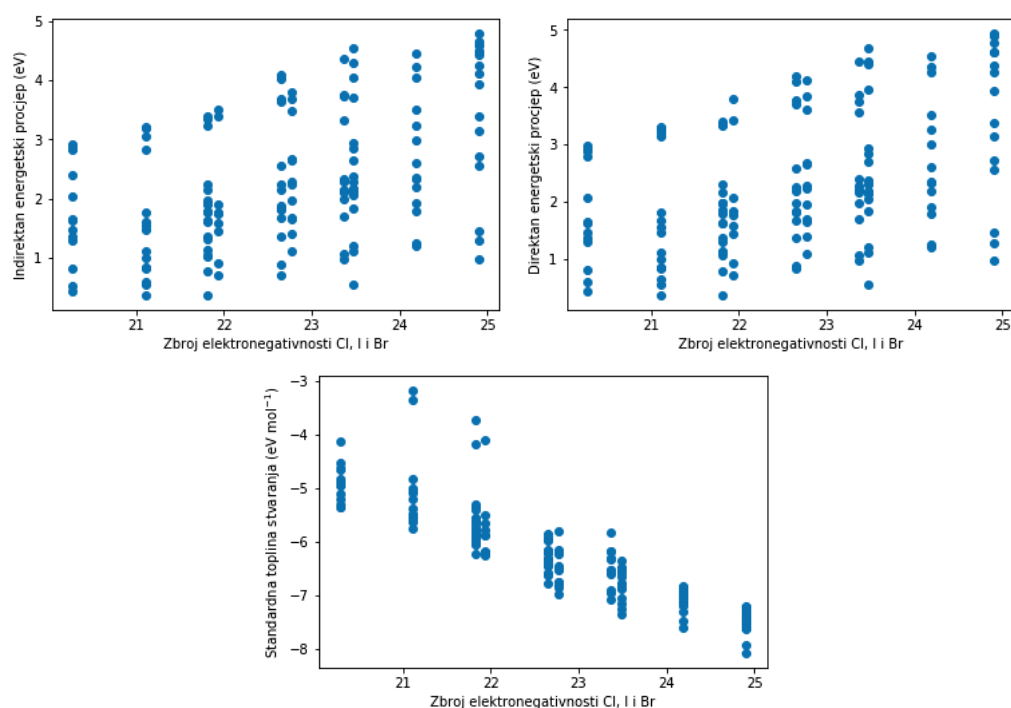 Indirektan energetski procjep (eV)
5
4
3
2
1
21 22 23 24 25
Zbroj elektronegativnosti Cl, I i Br
Direktan energetski procjep (eV)
5
4
3
2
1
21 22 23 24 25
Zbroj elektronegativnosti Cl, I i Br
Standardna toplina stvaranja (eV mol⁻¹)
−3
−4
−5
−6
−7
−8
21 22 23 24 25
Zbroj elektronegativnosti Cl, I i Br